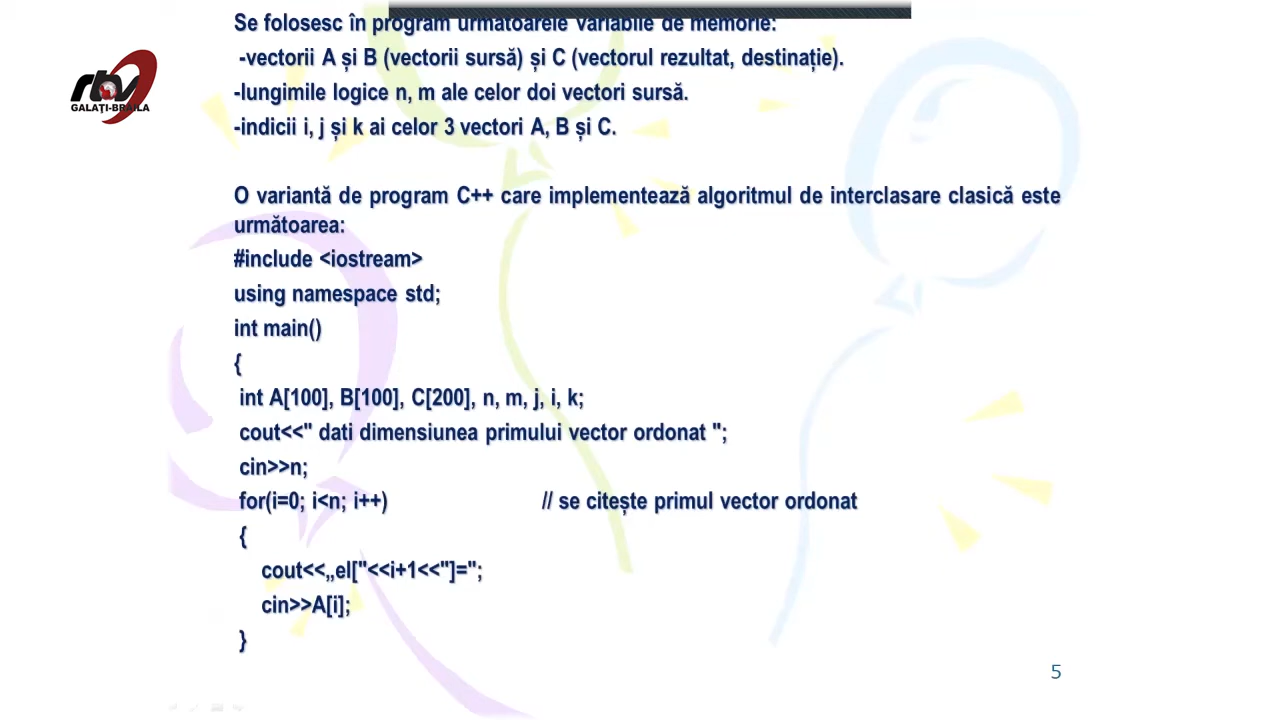 Se folosesc în program următoarele variabile de memorie:
-vectorii A și B (vectorii sursă) și C (vectorul rezultat, destinație).
-lungimile logice n, m ale celor doi vectori sursă.
-indicii i, j și k ai celor 3 vectori A, B și C.
O variantă de program C++ care implementează algoritmul de interclasare clasică este
următoarea:
#include <iostream>
using namespace std;
int main()
{
int A[100], B[100], C[200], n, m, j, i, k;
cout<<" dati dimensiunea primului vector ordonat ";
cin>>n;
for(i=0; i<n; i++) // se citește primul vector ordonat
{
cout<<„el["<<i+1<<"]=";
cin>>A[i];
}
5
rtv
GALAȚI-BRĂILA